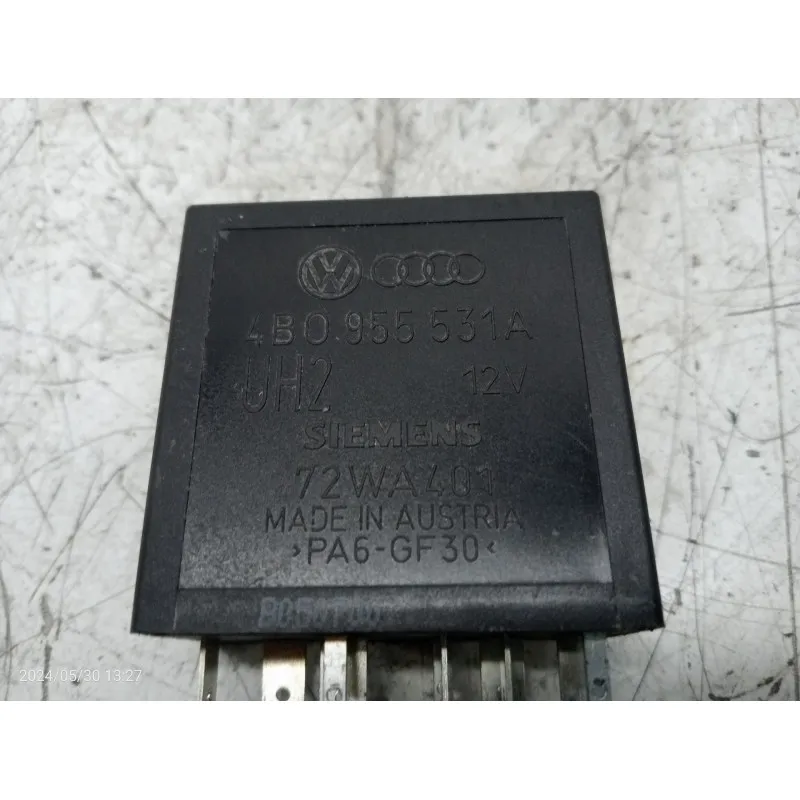 4B0 955 531A
UH2 12V
SIEMENS
72WA401
MADE IN AUSTRIA
>PA6-GF30<
2024/05/30 13:27